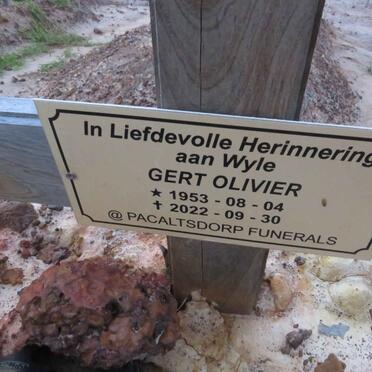 In Liefdevolle Herinnering
aan Wyle
GERT OLIVIER
★ 1953 - 08 - 04
✝ 2022 - 09 - 30
@ PACALTSDORP FUNERALS